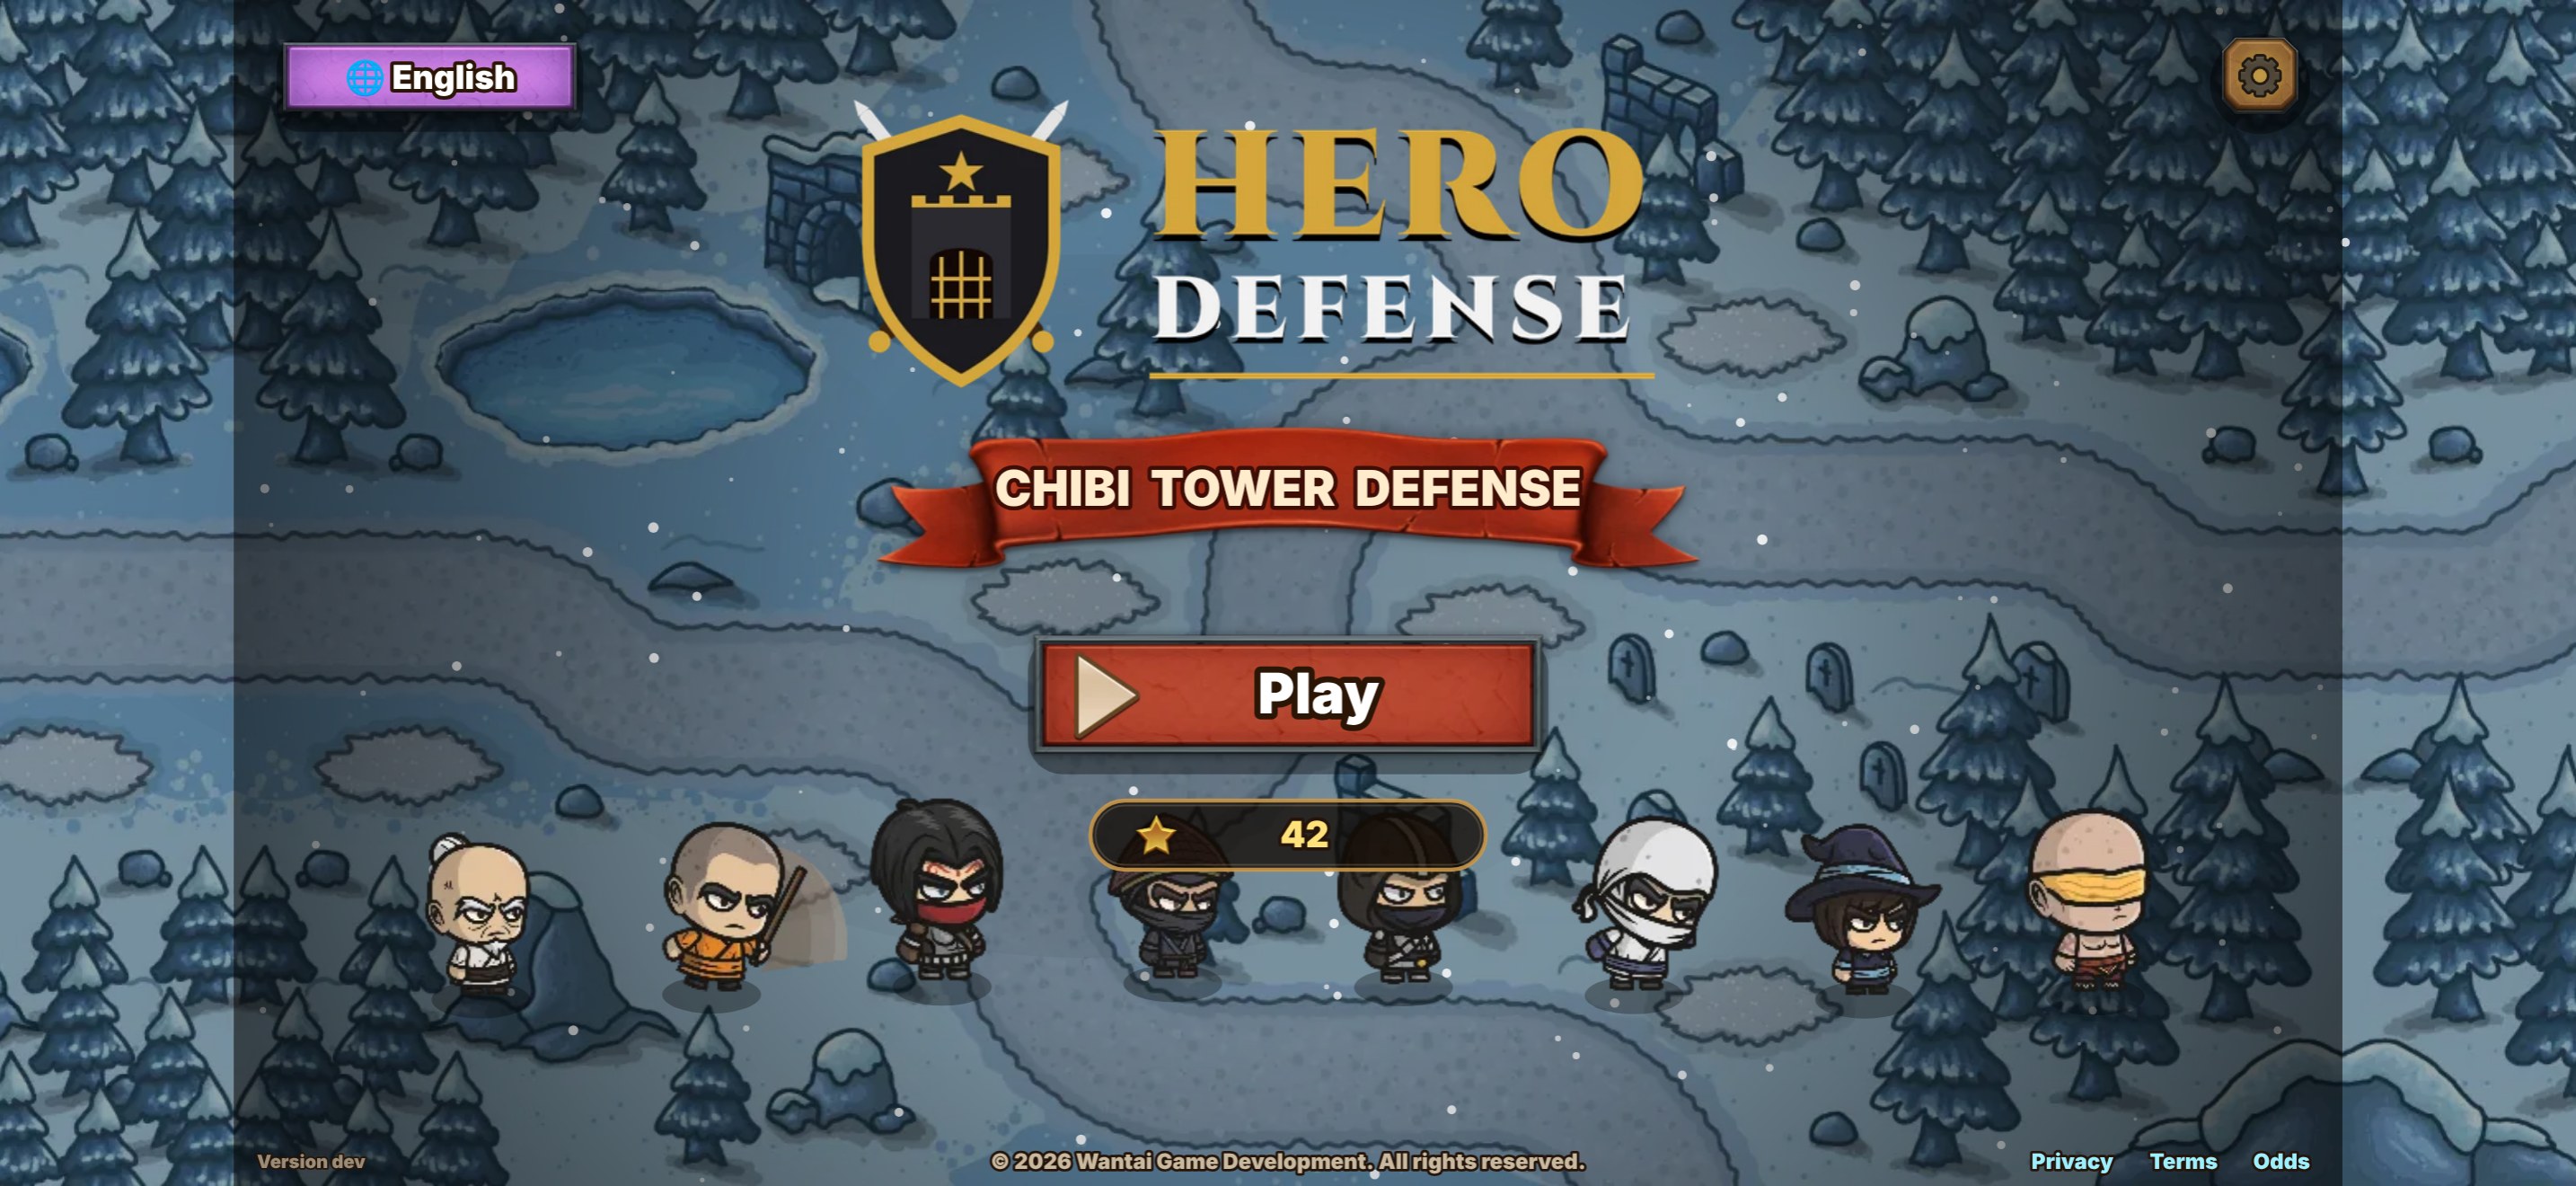 English
HERO
DEFENSE
CHIBI TOWER DEFENSE
Play
42
Version dev
© 2026 Wantai Game Development. All rights reserved.
Privacy Terms Odds